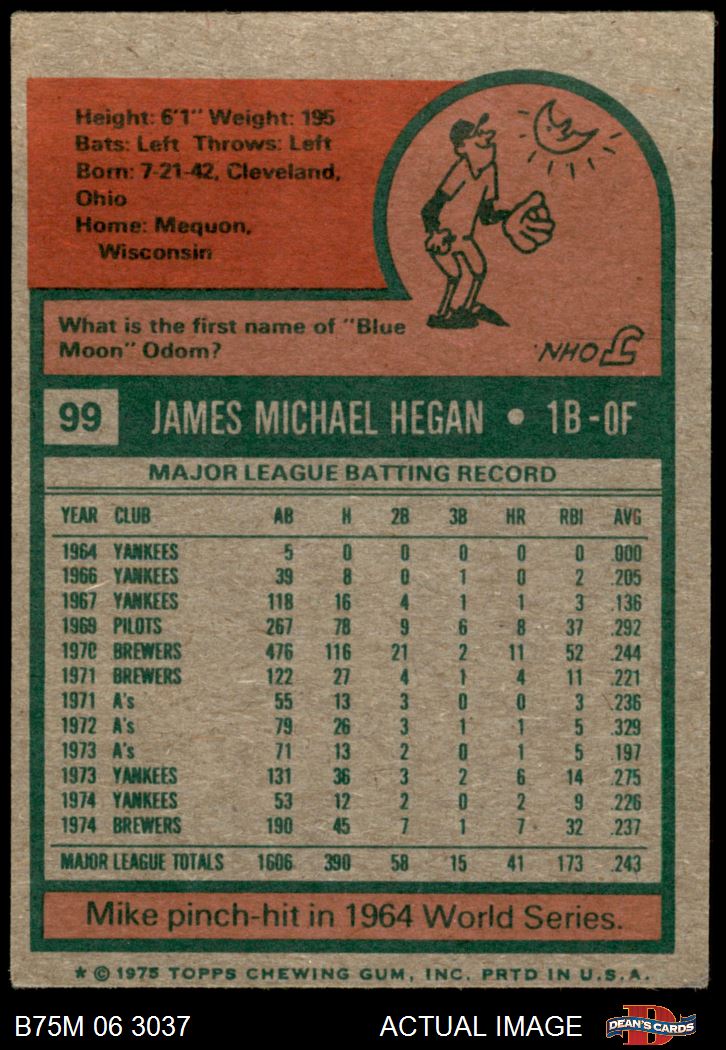 Height: 6'1" Weight: 195
Bats: Left Throws: Left
Born: 7-21-42, Cleveland,
Ohio
Home: Mequon,
Wisconsin
What is the first name of "Blue
Moon" Odom?
JOHN
99 JAMES MICHAEL HEGAN • 1B-OF
MAJOR LEAGUE BATTING RECORD
YEAR CLUB AB H 2B 3B HR RBI AVG
1964 YANKEES 5 0 0 0 0 0 .000
1966 YANKEES 39 8 0 1 0 2 .205
1967 YANKEES 118 16 4 1 1 3 .136
1969 PILOTS 267 78 9 6 8 37 .292
1970 BREWERS 476 116 21 2 11 52 .244
1971 BREWERS 122 27 4 1 4 11 .221
1971 A's 55 13 3 0 0 3 .236
1972 A's 79 26 3 1 1 5 .329
1973 A's 71 13 2 0 1 5 .197
1973 YANKEES 131 36 3 2 6 14 .275
1974 YANKEES 53 12 2 0 2 9 .226
1974 BREWERS 190 45 7 1 7 32 .237
MAJOR LEAGUE TOTALS 1606 390 58 15 41 173 .243
Mike pinch-hit in 1964 World Series.
* © 1975 TOPPS CHEWING GUM, INC. PRTD IN U.S.A.
B75M 06 3037 ACTUAL IMAGE DEAN'S CARDS